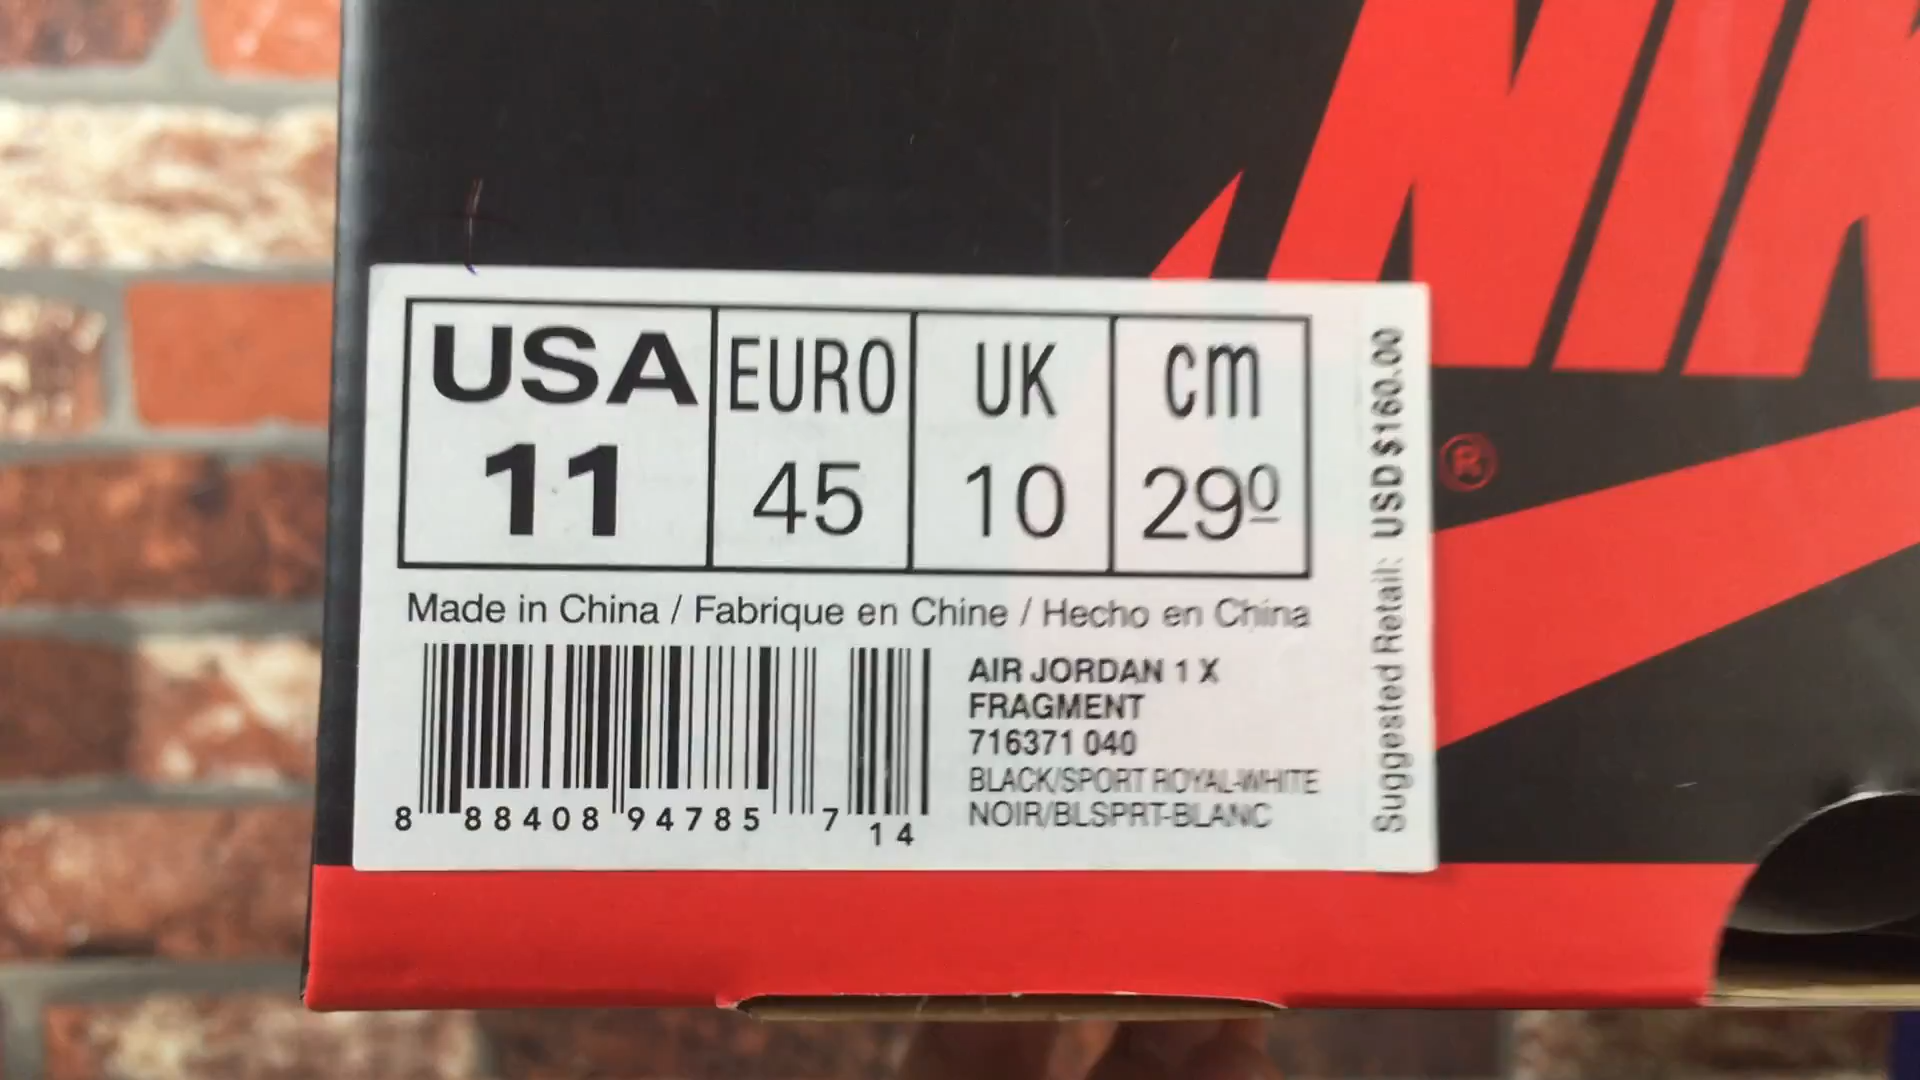 NIK
®
USA EURO UK cm
11 45 10 29º
Made in China / Fabrique en Chine / Hecho en China
AIR JORDAN 1 X
FRAGMENT
716371 040
BLACK/SPORT ROYAL-WHITE
NOIR/BLSPRT-BLANC
8 88408 94785 7 14
Suggested Retail: USD $160.00